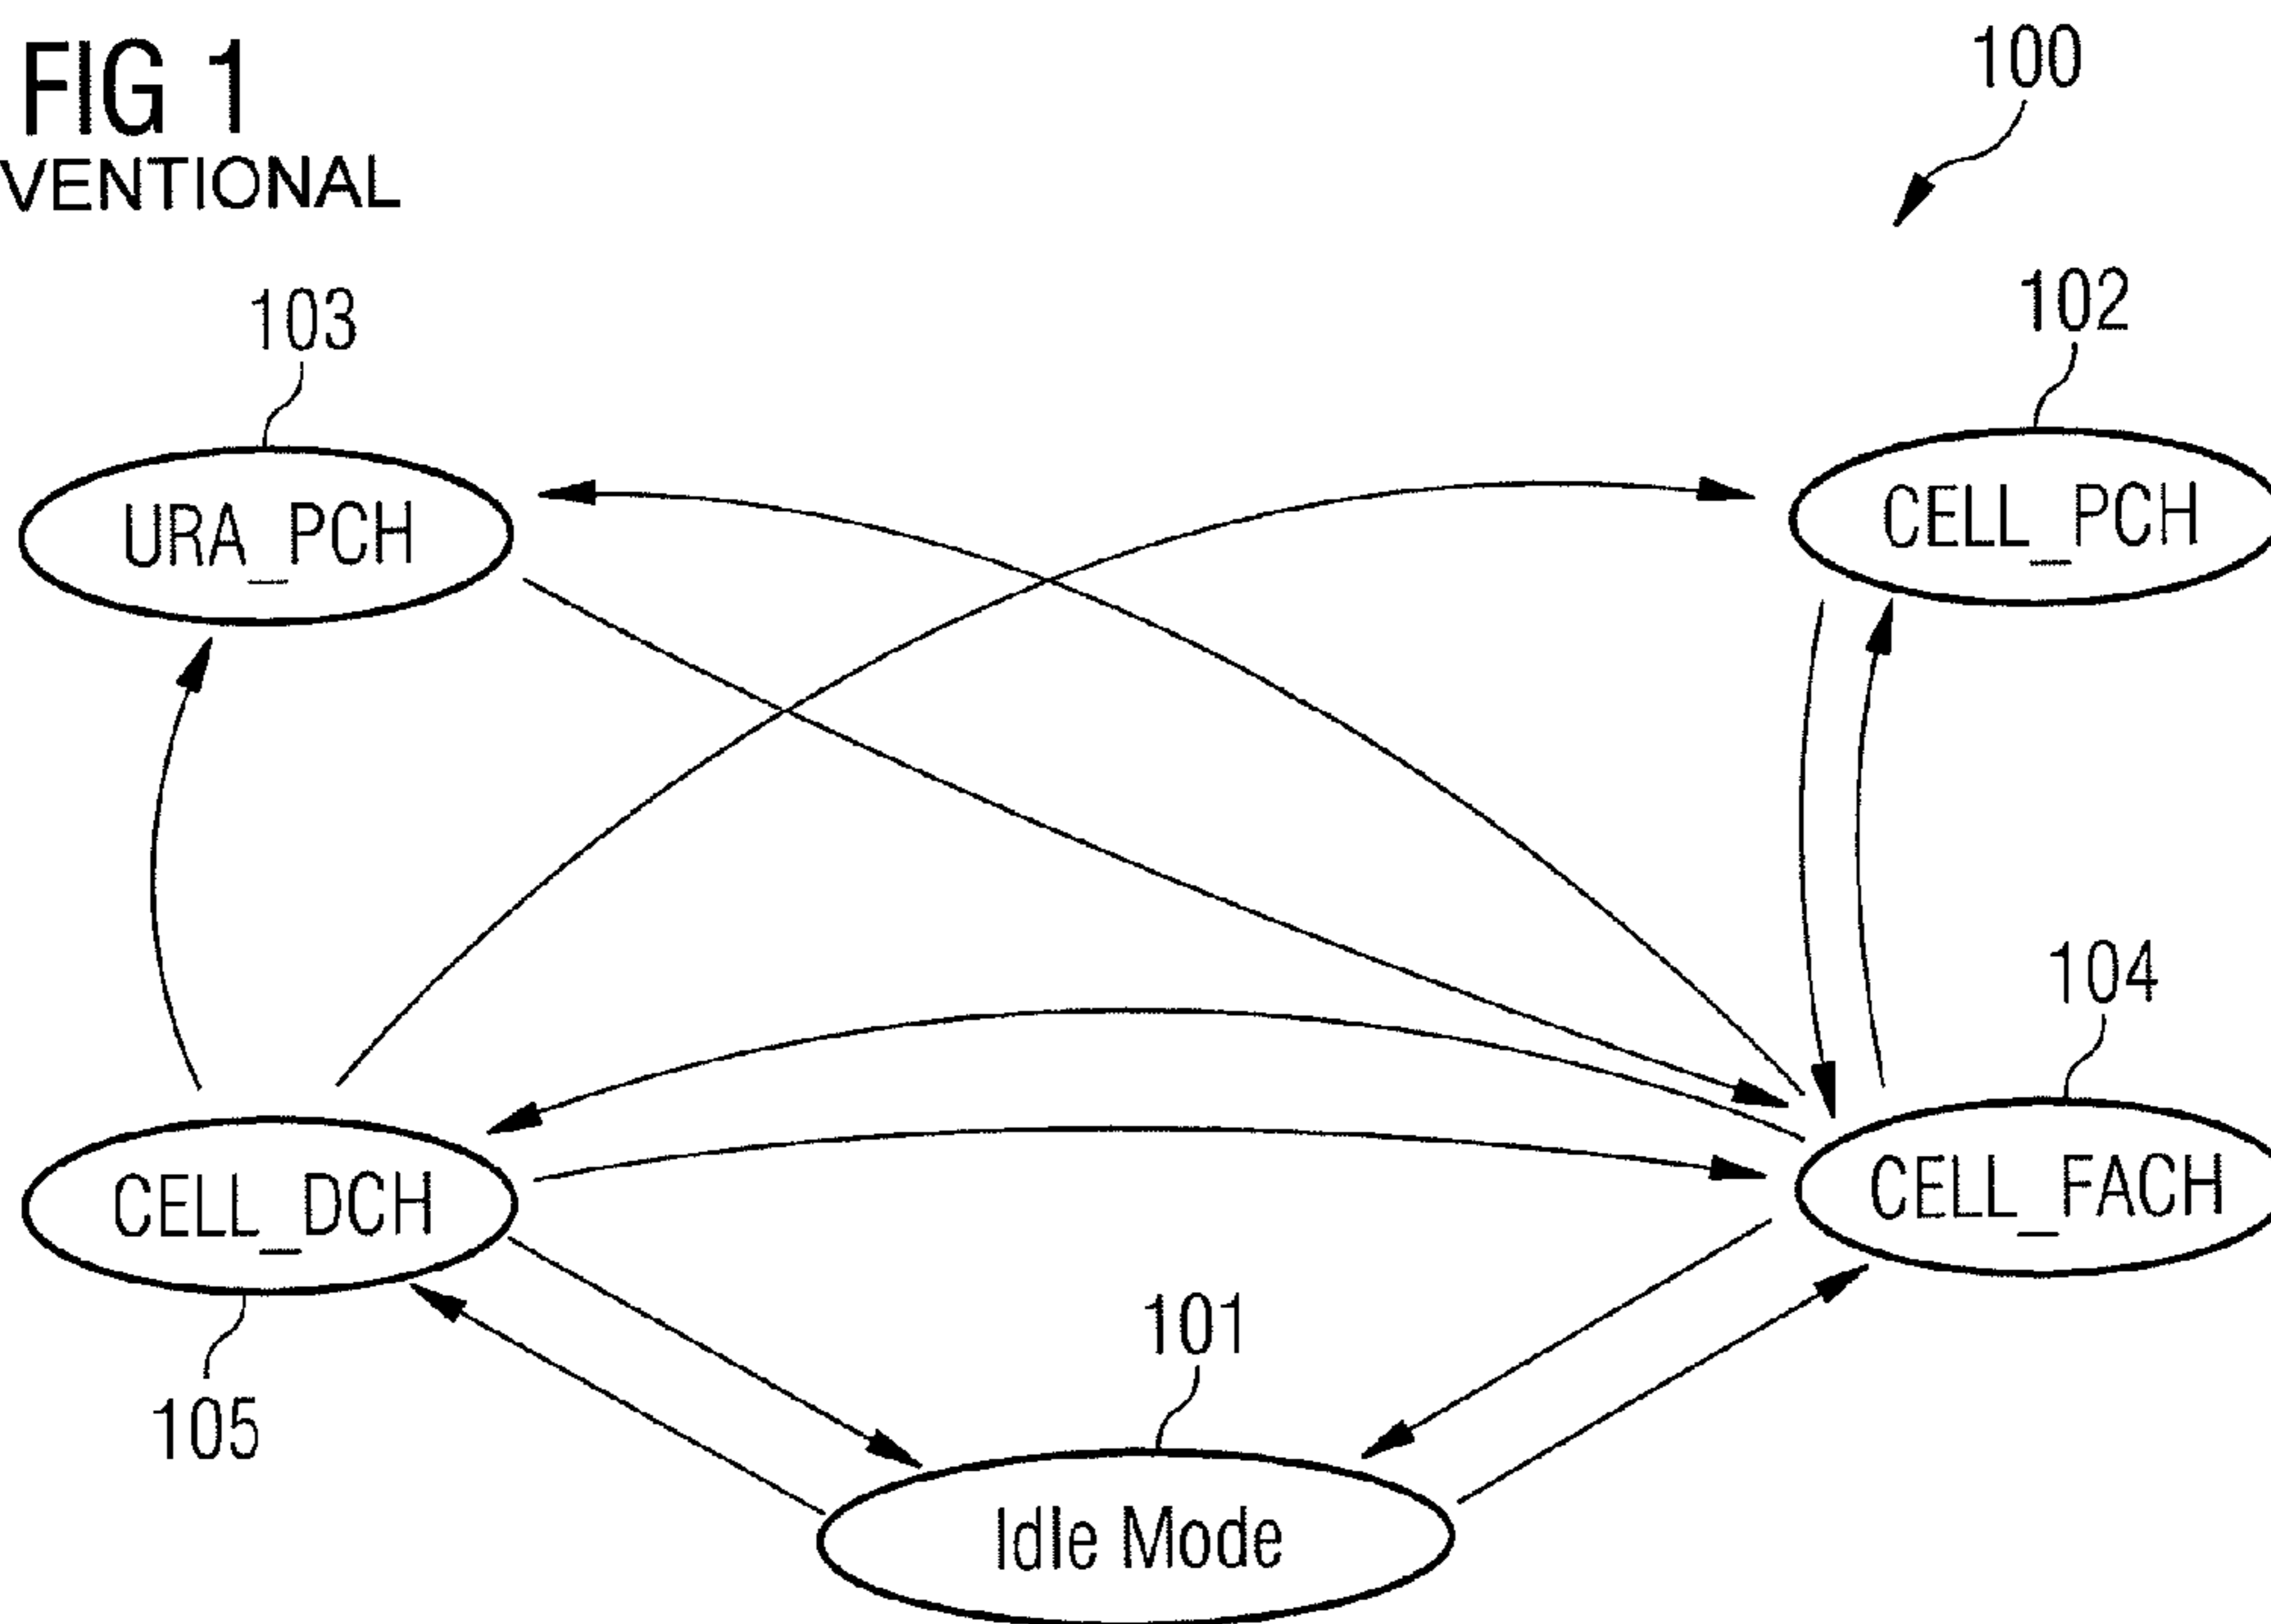 FIG 1
VENTIONAL
100
103
102
URA_PCH
CELL_PCH
104
CELL_DCH
CELL_FACH
101
105
Idle Mode